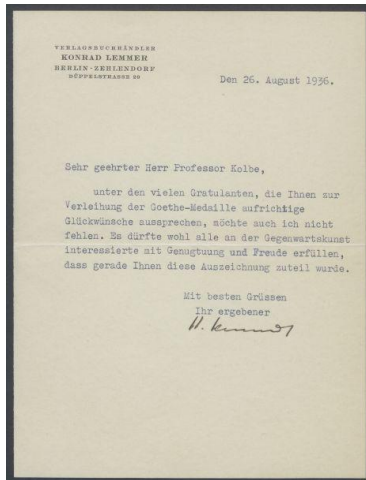 VERLAGSBUCHHÄNDLER
KONRAD LEMMER
BERLIN-ZEHLENDORF
DÜPPELSTRASSE
Den 26. August 1936.
Sehr geehrter Herr Professor Kolbe,
unter den vielen Gratulanten, die Ihnen zur
Verleihung der Goethe-Medaille aufrichtige
Glückwünsche aussprechen, möchte auch ich nicht
fehlen. Es dürfte wohl alle an der Gegenwartskunst
interessierte mit Genugtuung und Freude erfüllen,
dass gerade Ihnen diese Auszeichnung zuteil wurde.
Mit besten Grüssen
Ihr ergebener